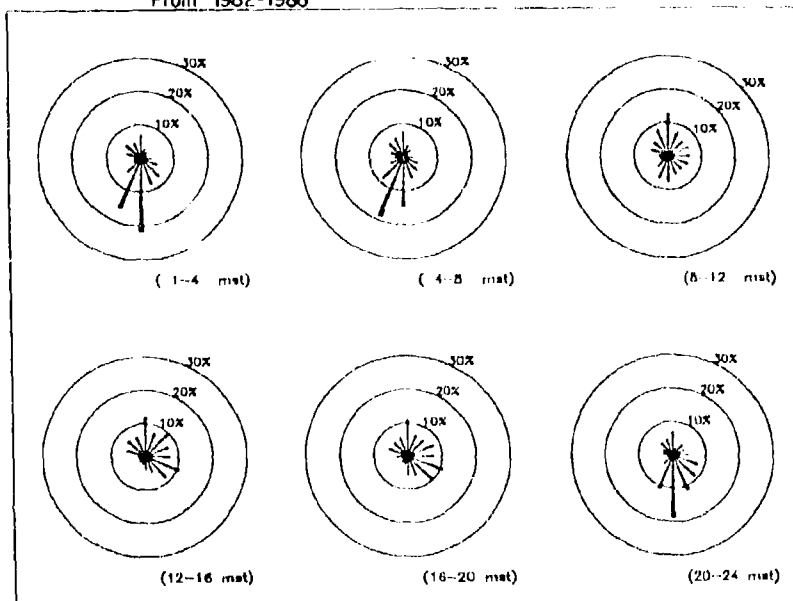 From 1982-1986
30%
20%
10%
( 1--4 mst)
30%
20%
10%
( 4--8 mst)
30%
20%
10%
(8--12 mst)
30%
20%
10%
(12--16 mst)
30%
20%
10%
(16--20 mst)
30%
20%
10%
(20--24 mst)